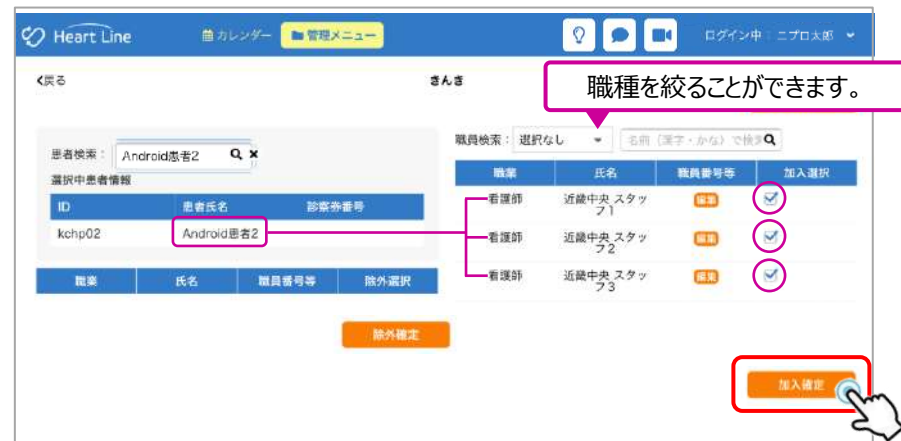 Heart Line
カレンダー
管理メニュー
ログイン中：ニプロ太郎
<戻る
きんき
職種を絞ることができます。
患者検索： Android患者2
選択中患者情報
ID 患者氏名 診察券番号
kchp02 Android患者2
職業 氏名 職員番号等 除外選択
除外確定
職員検索： 選択なし 名前（漢字・かな）で検索
職業 氏名 職員番号等 加入選択
看護師 近畿中央 スタッ
フ1 編集
看護師 近畿中央 スタッ
フ2 編集
看護師 近畿中央 スタッ
フ3 編集
加入確定